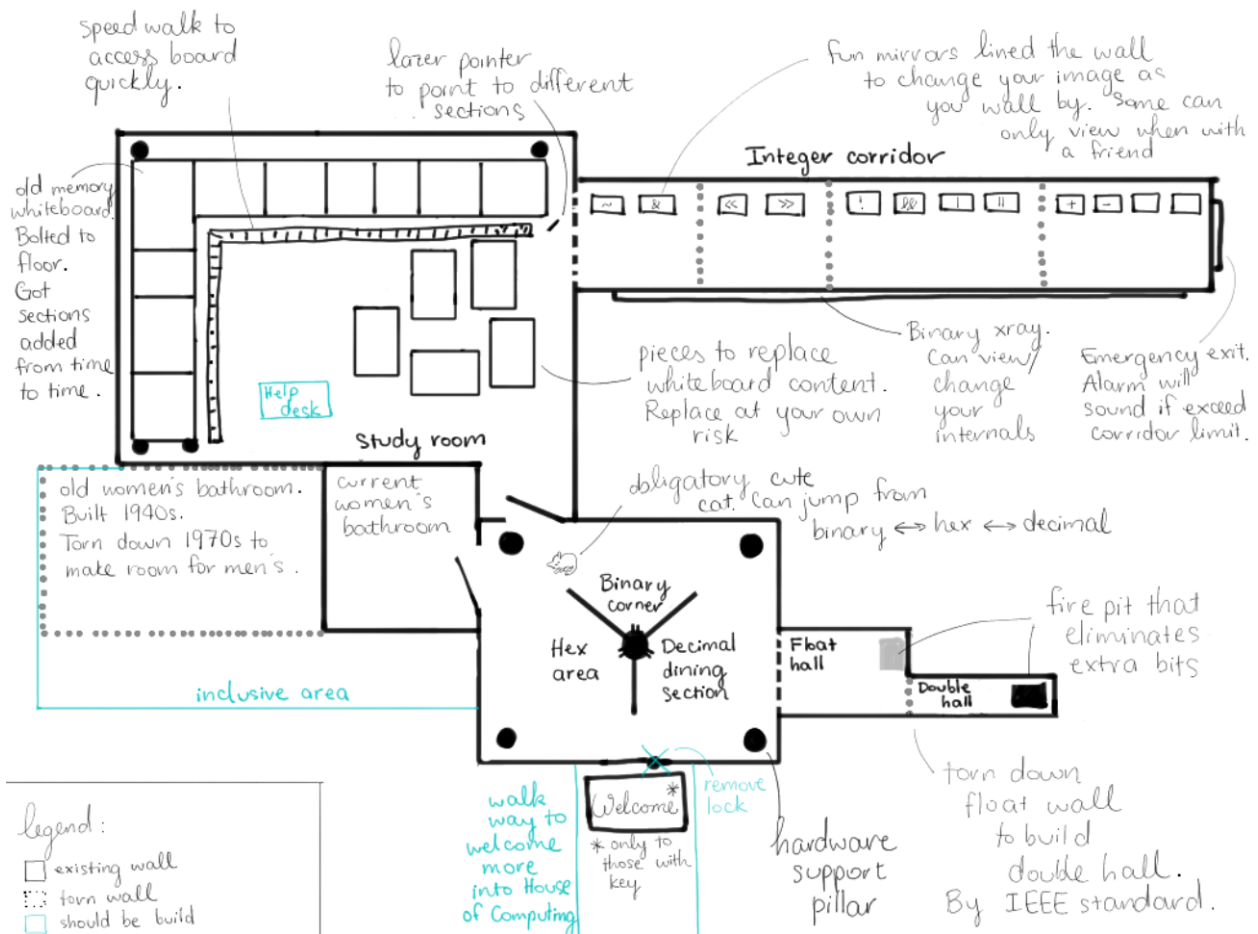 speed walk to
access board
quickly.
lazer pointer
to point to different
sections
fun mirrors lined the wall
to change your image as
you wall by. Some can
only view when with
a friend
Integer corridor
~ & << >> ! && | || + -
old memory
whiteboard.
Bolted to
floor.
Got
sections
added
from time
to time.
Help
desk
Study room
pieces to replace
whiteboard content.
Replace at your own
risk
Binary xray.
Can view/
change
your
internals
Emergency exit.
Alarm will
sound if exceed
corridor limit.
old women's bathroom.
Built 1940s.
Torn down 1970s to
make room for men's.
current
women's
bathroom
obligatory cute
cat. Can jump from
binary ↔ hex ↔ decimal
Binary
corner
Hex
area
Decimal
dining
section
Float
hall
Double
hall
fire pit that
eliminates
extra bits
inclusive area
torn down
float wall
to build
double hall.
By IEEE standard.
walk
way to
welcome
more
into House
of Computing
Welcome*
* only to
those with
key
remove
lock
hardware
support
pillar
legend:
existing wall
torn wall
should be build